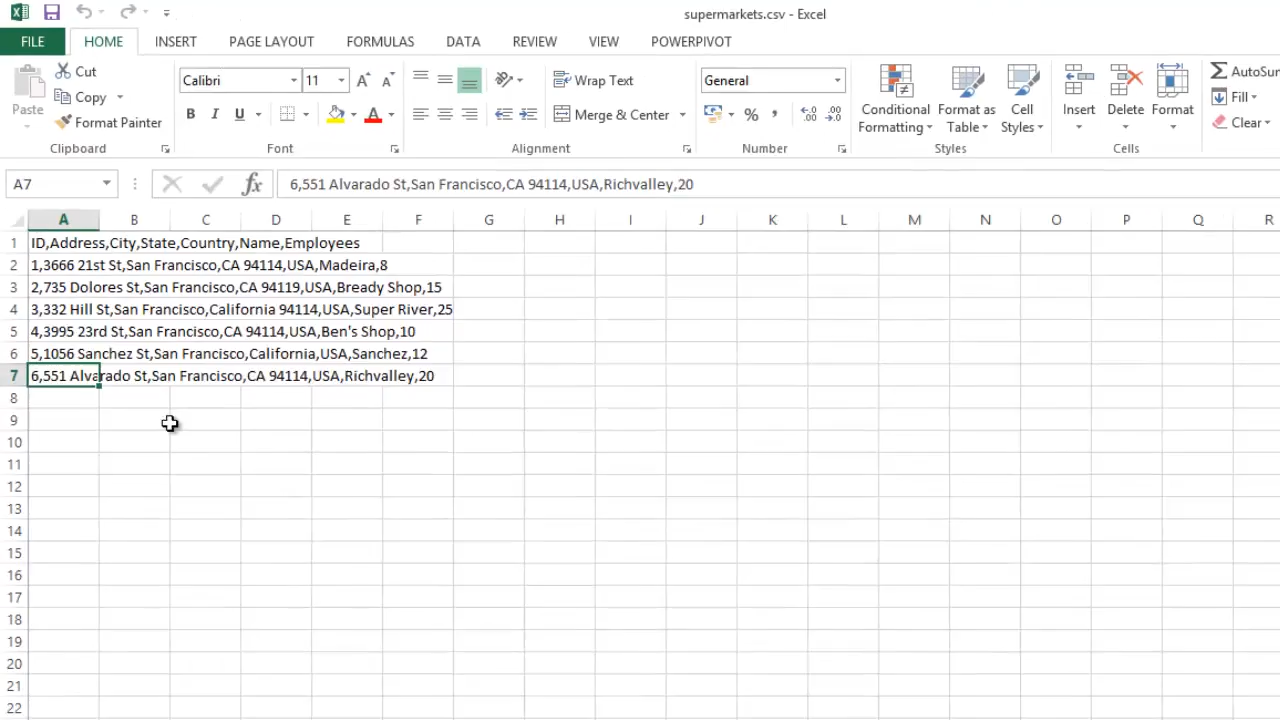 supermarkets.csv - Excel
FILE HOME INSERT PAGE LAYOUT FORMULAS DATA REVIEW VIEW POWERPIVOT
Paste
Cut
Copy
Format Painter
Clipboard
Calibri 11
B I U
Font
Wrap Text
Merge & Center
Alignment
General
%
Number
Conditional Formatting
Format as Table
Cell Styles
Styles
Insert
Delete
Format
Cells
AutoSum
Fill
Clear
A7 fx 6,551 Alvarado St,San Francisco,CA 94114,USA,Richvalley,20
A B C D E F G H I J K L M N O P Q R
1 ID,Address,City,State,Country,Name,Employees
2 1,3666 21st St,San Francisco,CA 94114,USA,Madeira,8
3 2,735 Dolores St,San Francisco,CA 94119,USA,Bready Shop,15
4 3,332 Hill St,San Francisco,California 94114,USA,Super River,25
5 4,3995 23rd St,San Francisco,CA 94114,USA,Ben's Shop,10
6 5,1056 Sanchez St,San Francisco,California,USA,Sanchez,12
7 6,551 Alvarado St,San Francisco,CA 94114,USA,Richvalley,20
8
9
10
11
12
13
14
15
16
17
18
19
20
21
22